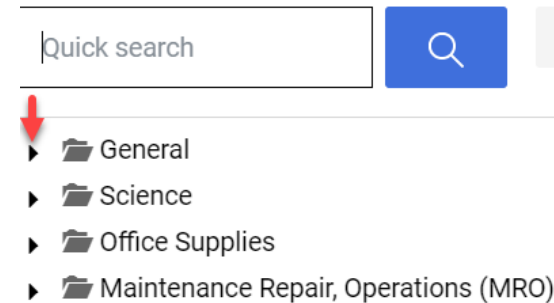 Quick search
General
Science
Office Supplies
Maintenance Repair, Operations (MRO)